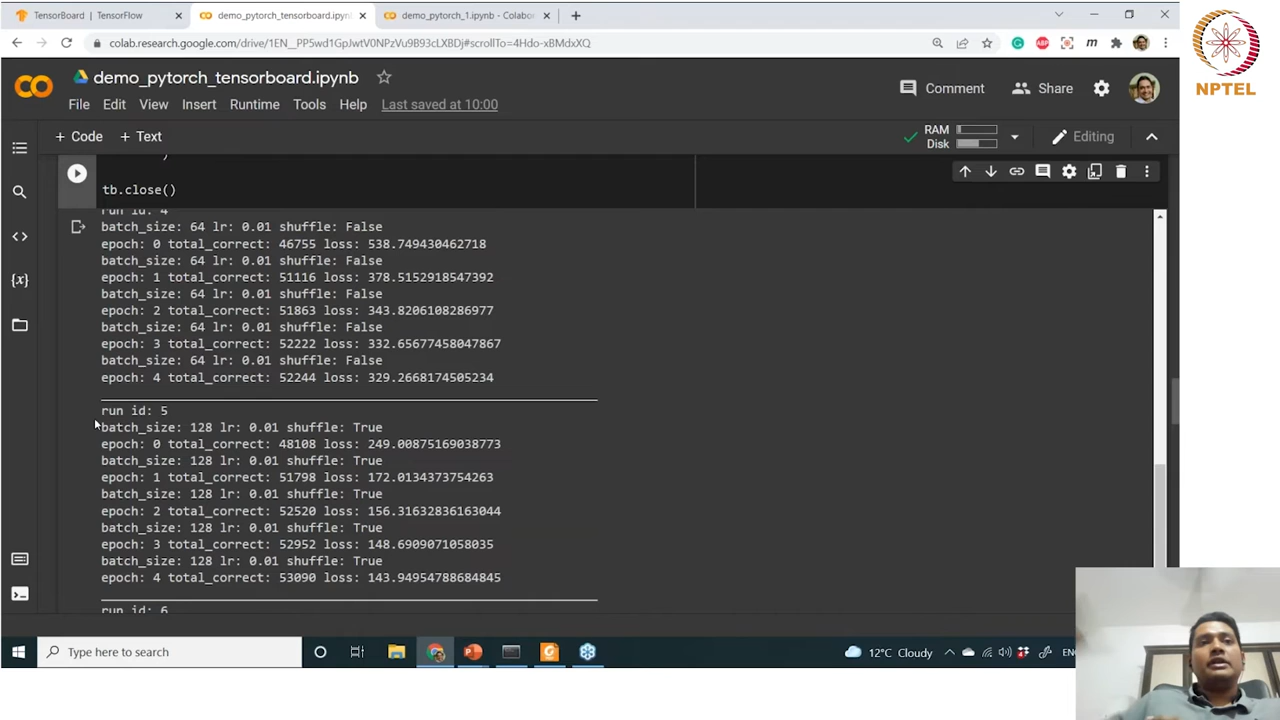 TensorBoard | TensorFlow
demo_pytorch_tensorboard.ipynb
demo_pytorch_1.ipynb - Colabor
colab.research.google.com/drive/1EN__PP5wd1GpJwtV0NPzVu9B93cLXBDj#scrollTo=4Hdo-xBMdxXQ
NPTEL
demo_pytorch_tensorboard.ipynb
Comment
Share
File Edit View Insert Runtime Tools Help Last saved at 10:00
+ Code + Text
RAM
Disk
Editing
)
tb.close()
run id: 4
batch_size: 64 lr: 0.01 shuffle: False
epoch: 0 total_correct: 46755 loss: 538.749430462718
batch_size: 64 lr: 0.01 shuffle: False
epoch: 1 total_correct: 51116 loss: 378.5152918547392
batch_size: 64 lr: 0.01 shuffle: False
epoch: 2 total_correct: 51863 loss: 343.8206108286977
batch_size: 64 lr: 0.01 shuffle: False
epoch: 3 total_correct: 52222 loss: 332.65677458047867
batch_size: 64 lr: 0.01 shuffle: False
epoch: 4 total_correct: 52244 loss: 329.2668174505234
run id: 5
batch_size: 128 lr: 0.01 shuffle: True
epoch: 0 total_correct: 48108 loss: 249.00875169038773
batch_size: 128 lr: 0.01 shuffle: True
epoch: 1 total_correct: 51798 loss: 172.0134373754263
batch_size: 128 lr: 0.01 shuffle: True
epoch: 2 total_correct: 52520 loss: 156.31632836163044
batch_size: 128 lr: 0.01 shuffle: True
epoch: 3 total_correct: 52952 loss: 148.6909071058035
batch_size: 128 lr: 0.01 shuffle: True
epoch: 4 total_correct: 53090 loss: 143.94954788684845
run id: 6
Type here to search
12°C Cloudy